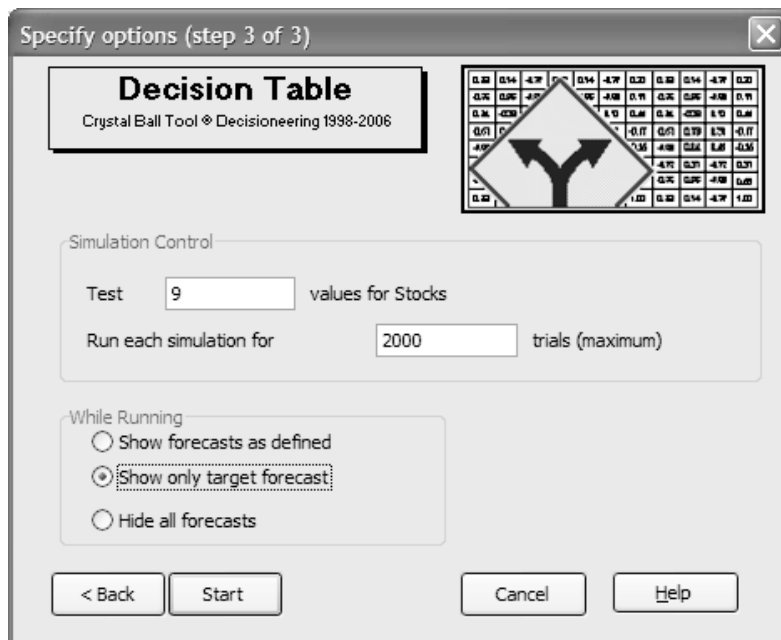 Specify options (step 3 of 3)
Decision Table
Crystal Ball Tool ® Decisioneering 1998-2006
Simulation Control
Test 9 values for Stocks
Run each simulation for 2000 trials (maximum)
While Running
Show forecasts as defined
Show only target forecast
Hide all forecasts
< Back Start Cancel Help